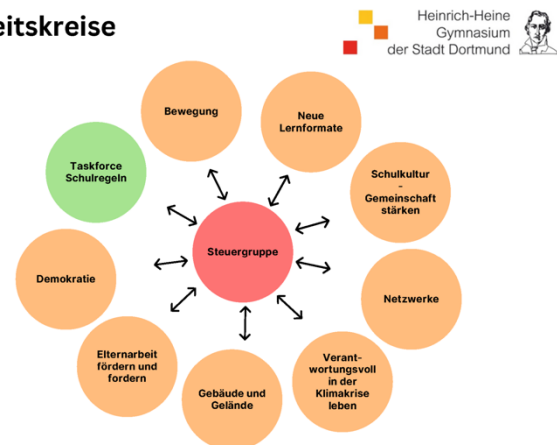 eitskreise
Heinrich-Heine
Gymnasium
der Stadt Dortmund
Bewegung
Neue
Lernformate
Taskforce
Schulregeln
Schulkultur
-
Gemeinschaft
stärken
Steuergruppe
Demokratie
Netzwerke
Elternarbeit
fördern und
fordern
Gebäude und
Gelände
Verant-
wortungsvoll
in der
Klimakrise
leben